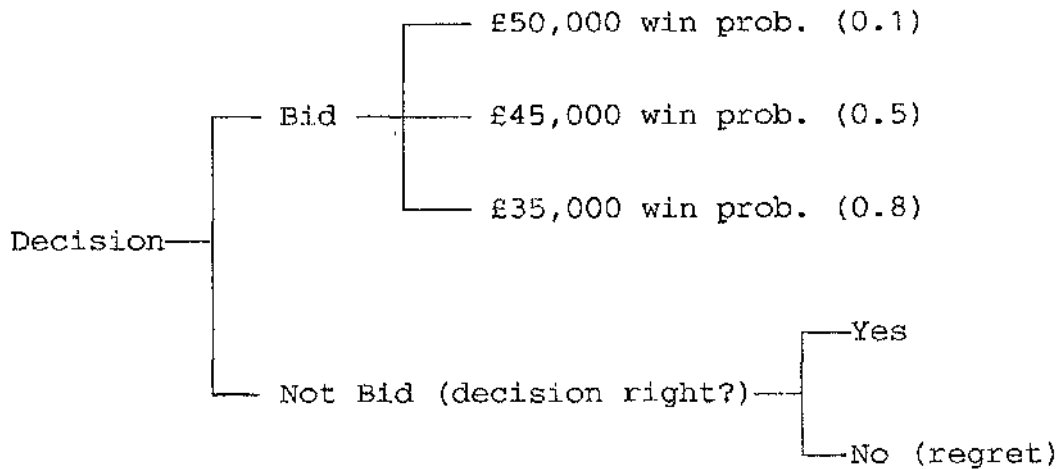 £50,000 win prob. (0.1)
Bid
£45,000 win prob. (0.5)
£35,000 win prob. (0.8)
Decision
Yes
Not Bid (decision right?)
No (regret)